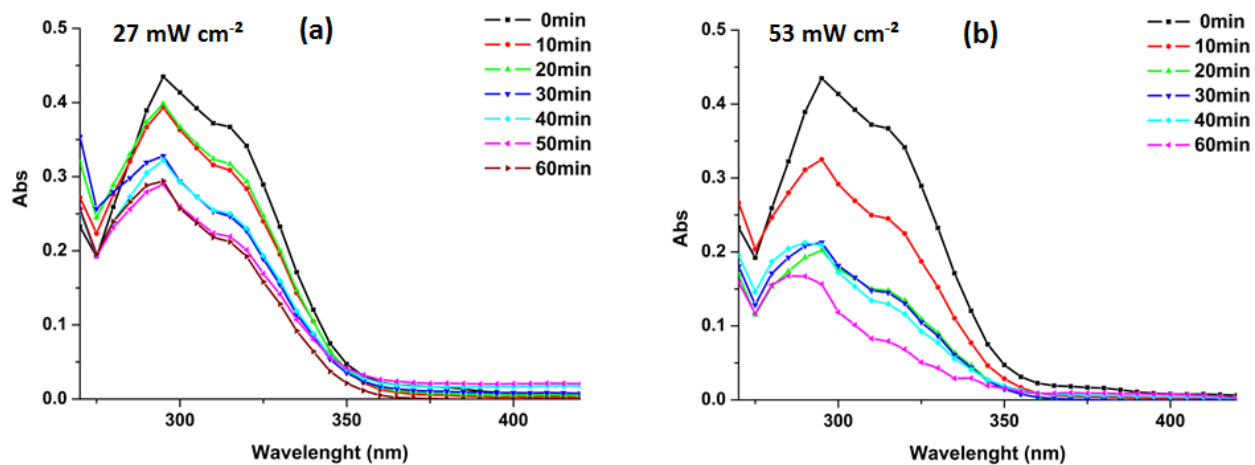 27 mW cm⁻² (a)
0min
10min
20min
30min
40min
50min
60min
0.5
0.4
0.3
0.2
0.1
0.0
Abs
300
350
400
Wavelenght (nm)
53 mW cm⁻² (b)
0min
10min
20min
30min
40min
60min
0.5
0.4
0.3
0.2
0.1
0.0
Abs
300
350
400
Wavelenght (nm)